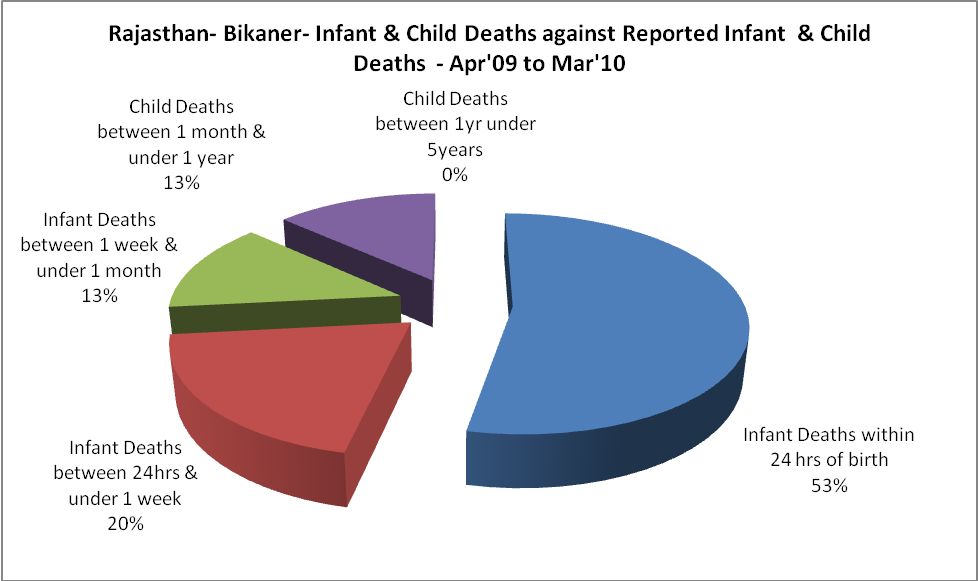 Rajasthan- Bikaner- Infant & Child Deaths against Reported Infant & Child
Deaths - Apr'09 to Mar'10
Child Deaths
between 1yr under
5years
0%
Child Deaths
between 1 month &
under 1 year
13%
Infant Deaths
between 1 week &
under 1 month
13%
Infant Deaths
between 24hrs &
under 1 week
20%
Infant Deaths within
24 hrs of birth
53%